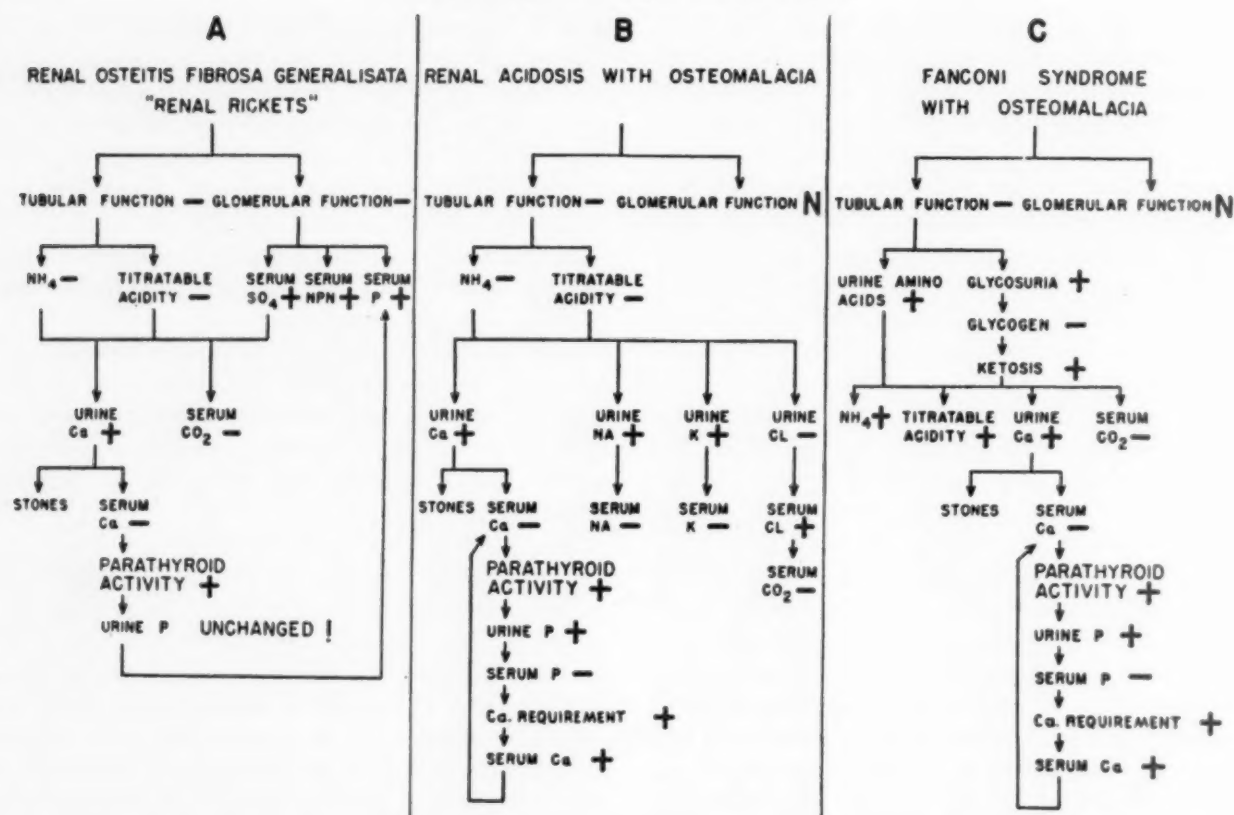 A
RENAL OSTEITIS FIBROSA GENERALISATA
"RENAL RICKETS"
TUBULAR FUNCTION — GLOMERULAR FUNCTION —
NH4 —
TITRATABLE
ACIDITY —
SERUM
SO4 +
SERUM
NPN +
SERUM
P +
URINE
Ca +
SERUM
CO2 —
STONES
SERUM
Ca —
PARATHYROID
ACTIVITY +
URINE P UNCHANGED !
B
RENAL ACIDOSIS WITH OSTEOMALACIA
TUBULAR FUNCTION — GLOMERULAR FUNCTION N
NH4 —
TITRATABLE
ACIDITY —
URINE
Ca +
URINE
NA +
URINE
K +
URINE
CL —
STONES
SERUM
Ca —
SERUM
NA —
SERUM
K —
SERUM
CL +
SERUM
CO2 —
PARATHYROID
ACTIVITY +
URINE P +
SERUM P —
Ca. REQUIREMENT +
SERUM Ca +
C
FANCONI SYNDROME
WITH OSTEOMALACIA
TUBULAR FUNCTION — GLOMERULAR FUNCTION N
URINE AMINO
ACIDS +
GLYCOSURIA +
GLYCOGEN —
KETOSIS +
NH4 +
TITRATABLE
ACIDITY +
URINE
Ca +
SERUM
CO2 —
STONES
SERUM
Ca —
PARATHYROID
ACTIVITY +
URINE P +
SERUM P —
Ca. REQUIREMENT +
SERUM Ca +